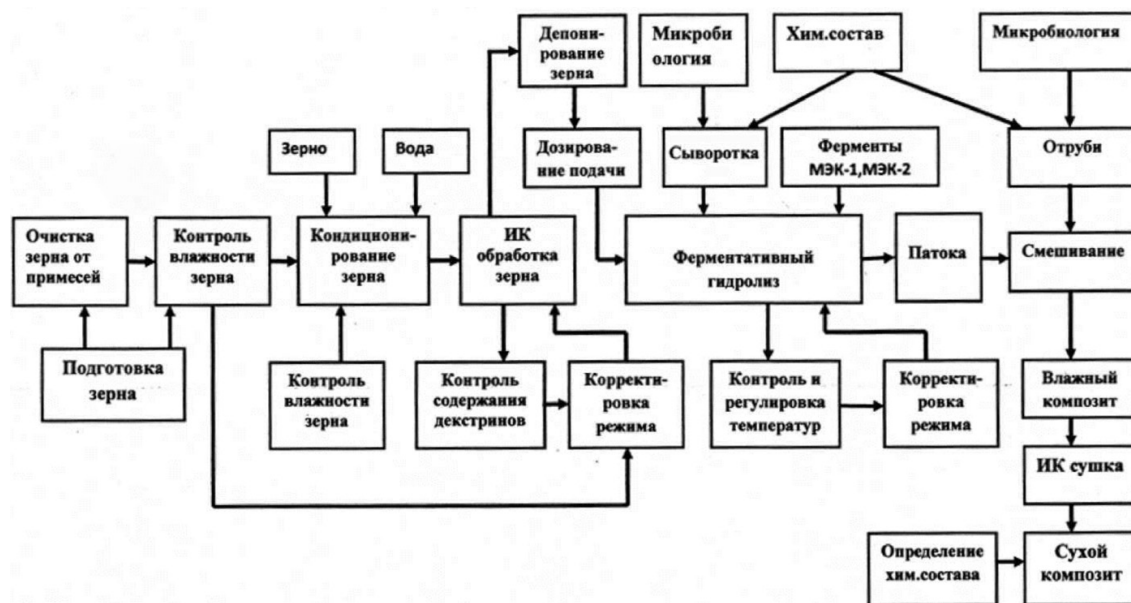 Депони-
рование
зерна
Микроби
ология
Хим.состав
Микробиология
Зерно
Вода
Дозирова-
ние подачи
Сыворотка
Ферменты
МЭК-1,МЭК-2
Отруби
Очистка
зерна от
примесей
Контроль
влажности
зерна
Кондициони-
рование
зерна
ИК
обработка
зерна
Ферментативный
гидролиз
Патока
Смешивание
Подготовка
зерна
Контроль
влажности
зерна
Контроль
содержания
декстринов
Корректи-
ровка
режима
Контроль и
регулировка
температур
Корректи-
ровка
режима
Влажный
композит
ИК сушка
Определение
хим.состава
Сухой
композит